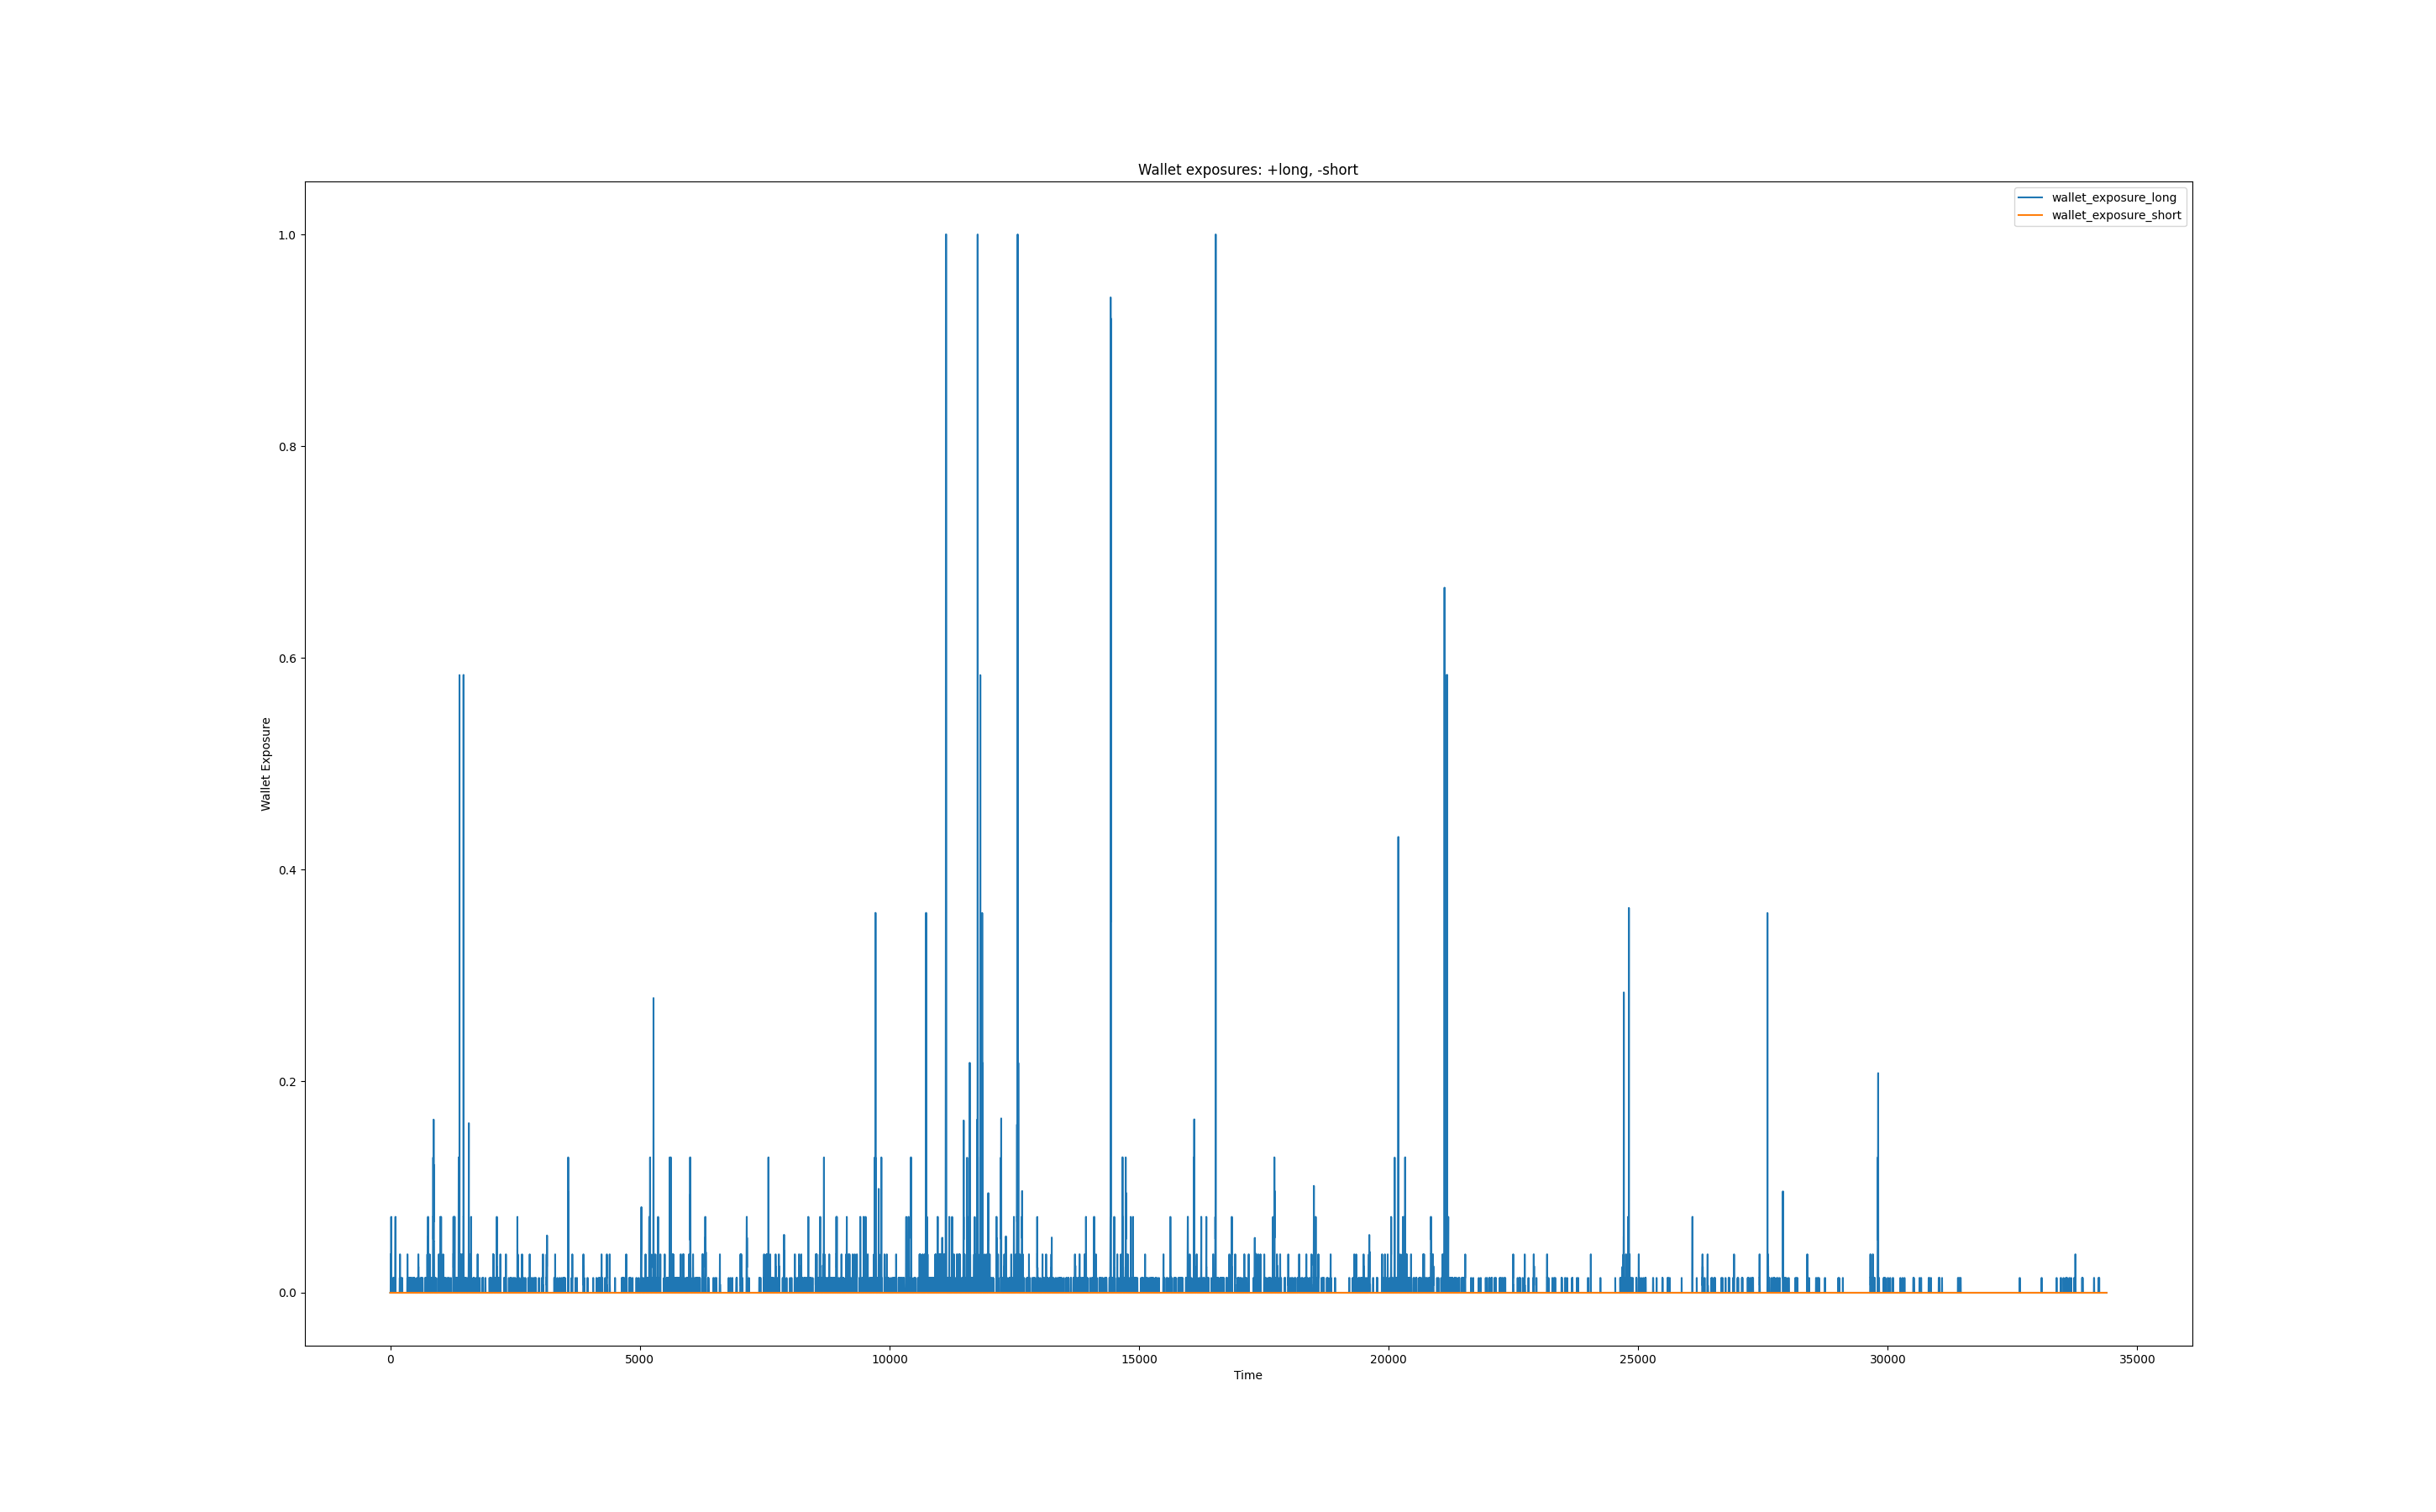 Wallet exposures: +long, -short
wallet_exposure_long
wallet_exposure_short
1.0
0.8
0.6
0.4
0.2
0.0
Wallet Exposure
0 5000 10000 15000 20000 25000 30000 35000
Time